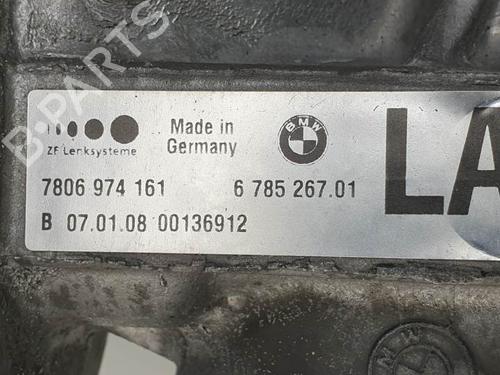 B-PARTS
ZF Lenksysteme
Made in
Germany
BMW
LA
7806 974 161
6 785 267.01
B 07.01.08 00136912
BMW